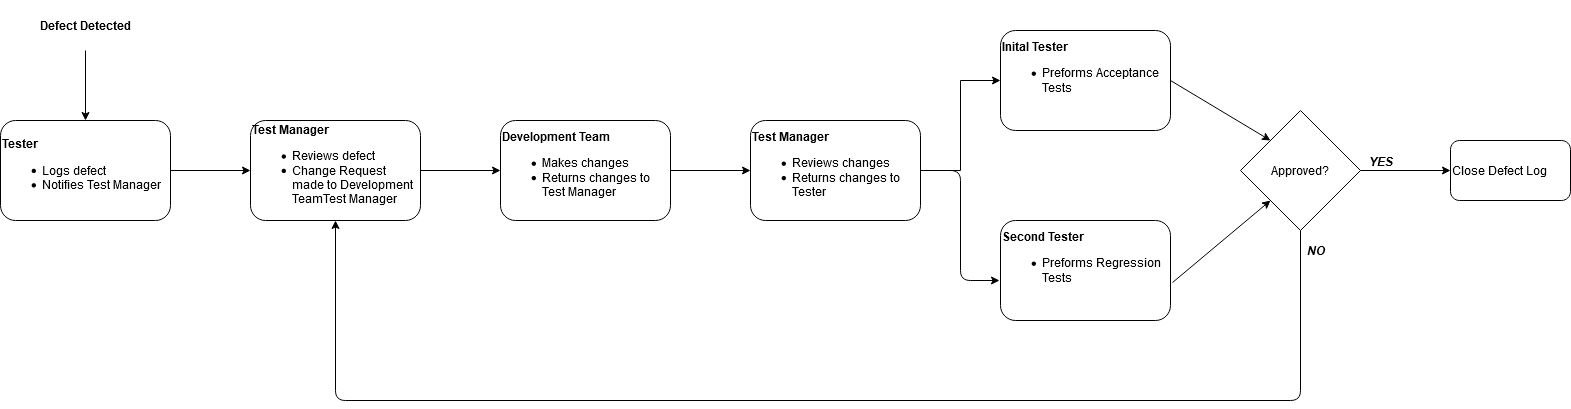 Defect Detected
Tester
• Logs defect
• Notifies Test Manager
Test Manager
• Reviews defect
• Change Request
made to Development
TeamTest Manager
Development Team
• Makes changes
• Returns changes to
Test Manager
Test Manager
• Reviews changes
• Returns changes to
Tester
Inital Tester
• Preforms Acceptance
Tests
Second Tester
• Preforms Regression
Tests
Approved?
YES
NO
Close Defect Log